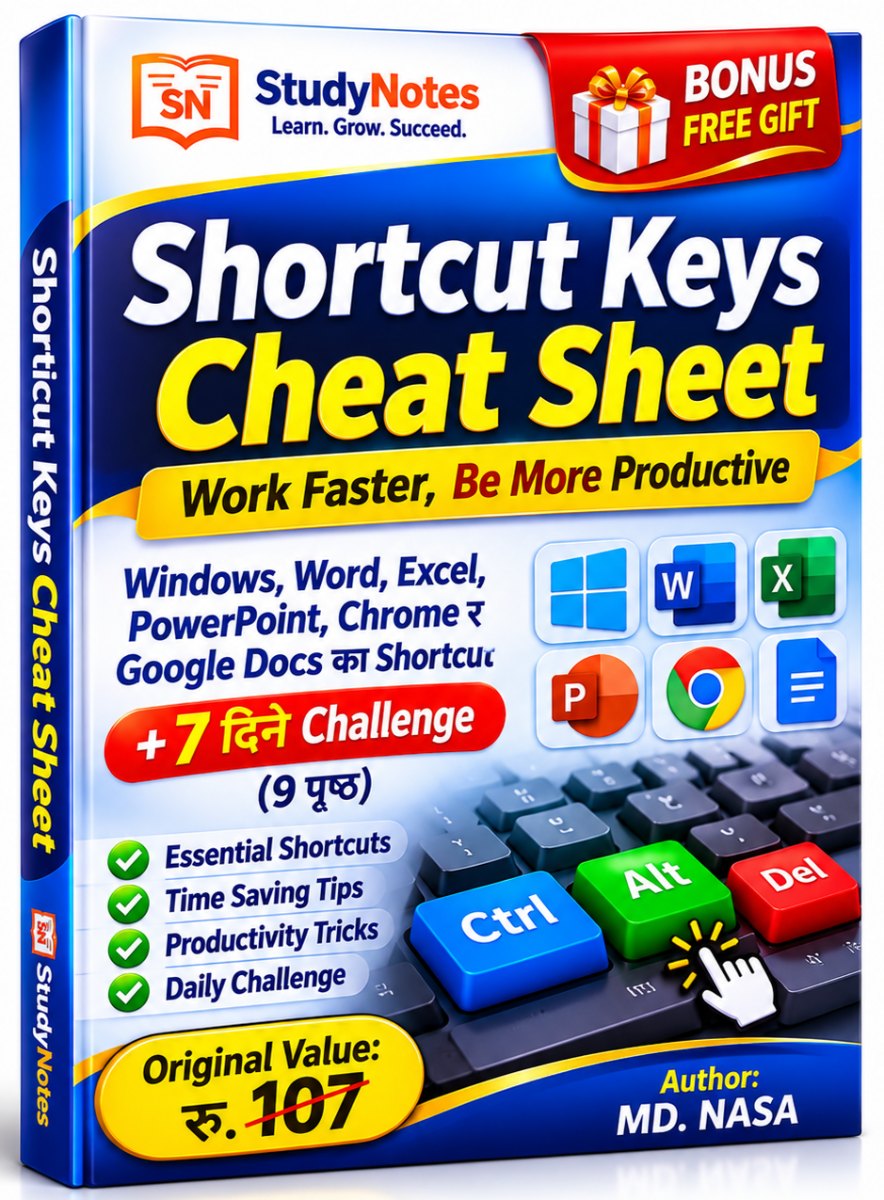 SN
StudyNotes
Learn. Grow. Succeed.
BONUS
FREE GIFT
Shortcut Keys
Cheat Sheet
Work Faster, Be More Productive
Windows, Word, Excel,
PowerPoint, Chrome र
Google Docs का Shortcut
+ 7 दिने Challenge
(9 पृष्ठ)
W
X
P
Essential Shortcuts
Time Saving Tips
Productivity Tricks
Daily Challenge
Ctrl
Alt
Del
Original Value:
रु. 107
Author:
MD. NASA
Shorticut Keys Cheat Sheet
SN
StudyNotes